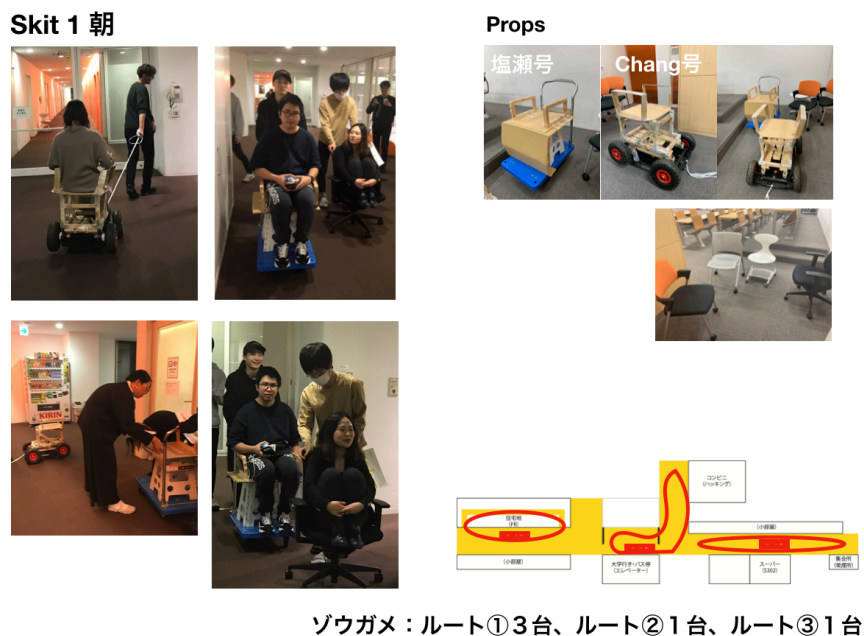 Skit 1 朝
Props
塩瀬号
Chang号
KIRIN
コンビニ
(ハッキング)
住宅地
(小部屋)
(小部屋)
大学行き・バス停
(エレベーター)
スーパー
(S302)
集会所
(喫煙所)
ゾウガメ：ルート①３台、ルート②１台、ルート③１台